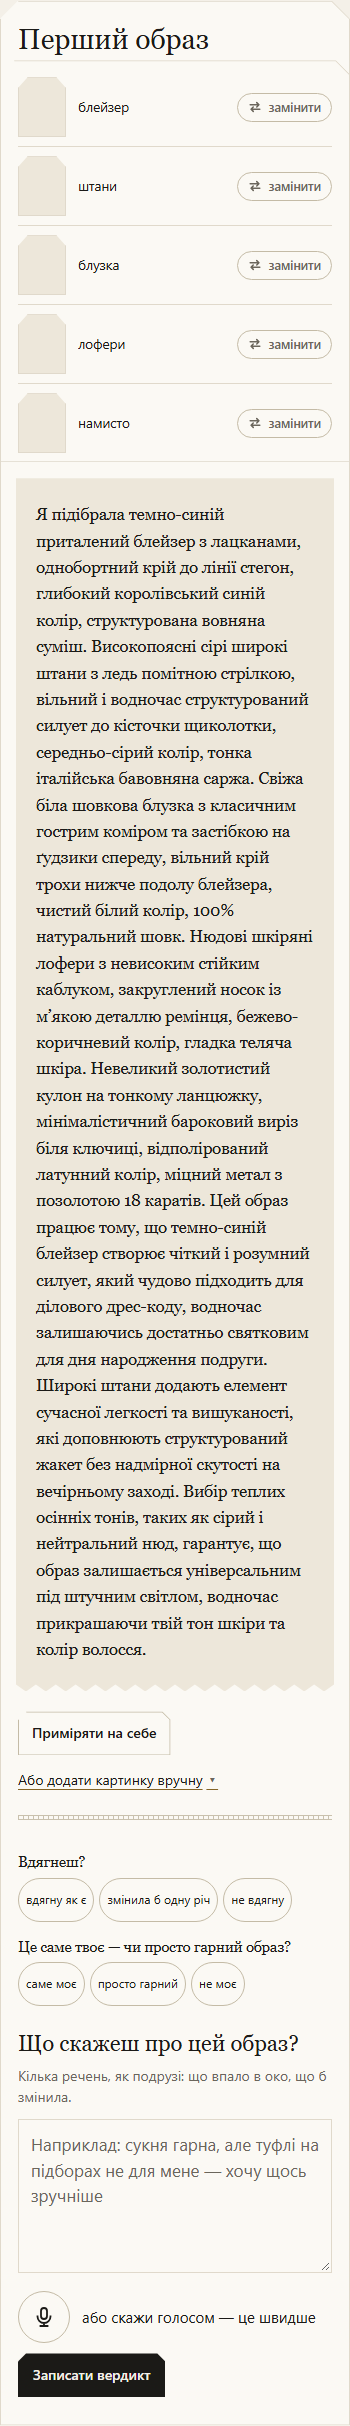 Перший образ
блейзер
⇄ замінити
штани
⇄ замінити
блузка
⇄ замінити
лофери
⇄ замінити
намисто
⇄ замінити
Я підібрала темно-синій
приталений блейзер з лацканами,
однобортний крій до лінії стегон,
глибокий королівський синій
колір, структурована вовняна
суміш. Високопоясні сірі широкі
штани з ледь помітною стрілкою,
вільний і водночас структурований
силует до кісточки щиколотки,
середньо-сірий колір, тонка
італійська бавовняна саржа. Свіжа
біла шовкова блузка з класичним
гострим коміром та застібкою на
ґудзики спереду, вільний крій
трохи нижче подолу блейзера,
чистий білий колір, 100%
натуральний шовк. Нюдові шкіряні
лофери з невисоким стійким
каблуком, закруглений носок із
м’якою деталлю ремінця, бежево-
коричневий колір, гладка теляча
шкіра. Невеликий золотистий
кулон на тонкому ланцюжку,
мінімалістичний бароковий виріз
біля ключиці, відполірований
латунний колір, міцний метал з
позолотою 18 каратів. Цей образ
працює тому, що темно-синій
блейзер створює чіткий і розумний
силует, який чудово підходить для
ділового дрес-коду, водночас
залишаючись достатньо святковим
для дня народження подруги.
Широкі штани додають елемент
сучасної легкості та вишуканості,
які доповнюють структурований
жакет без надмірної скутості на
вечірньому заході. Вибір теплих
осінніх тонів, таких як сірий і
нейтральний нюд, гарантує, що
образ залишається універсальним
під штучним світлом, водночас
прикрашаючи твій тон шкіри та
колір волосся.
Приміряти на себе
Або додати картинку вручну ▾
Вдягнеш?
вдягну як є
змінила б одну річ
не вдягну
Це саме твоє — чи просто гарний образ?
саме моє
просто гарний
не моє
Що скажеш про цей образ?
Кілька речень, як подрузі: що впало в око, що б
змінила.
Наприклад: сукня гарна, але туфлі на
підборах не для мене — хочу щось
зручніше
або скажи голосом — це швидше
Записати вердикт